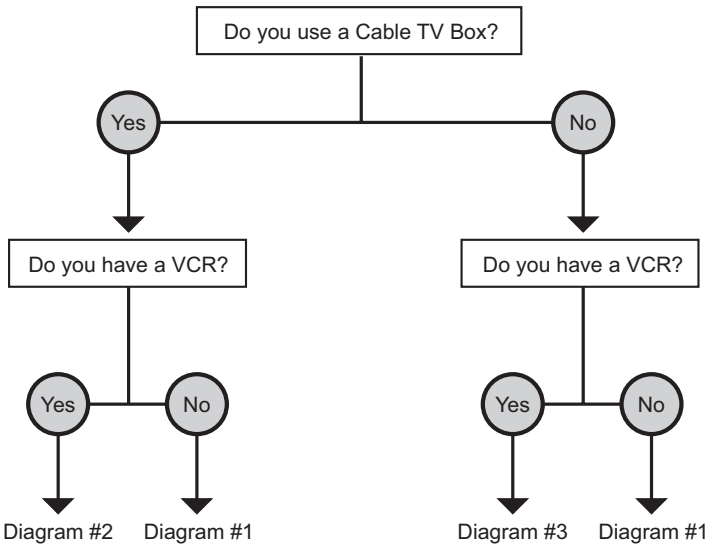 Do you use a Cable TV Box?
Yes
No
Do you have a VCR?
Do you have a VCR?
Yes
No
Yes
No
Diagram #2
Diagram #1
Diagram #3
Diagram #1